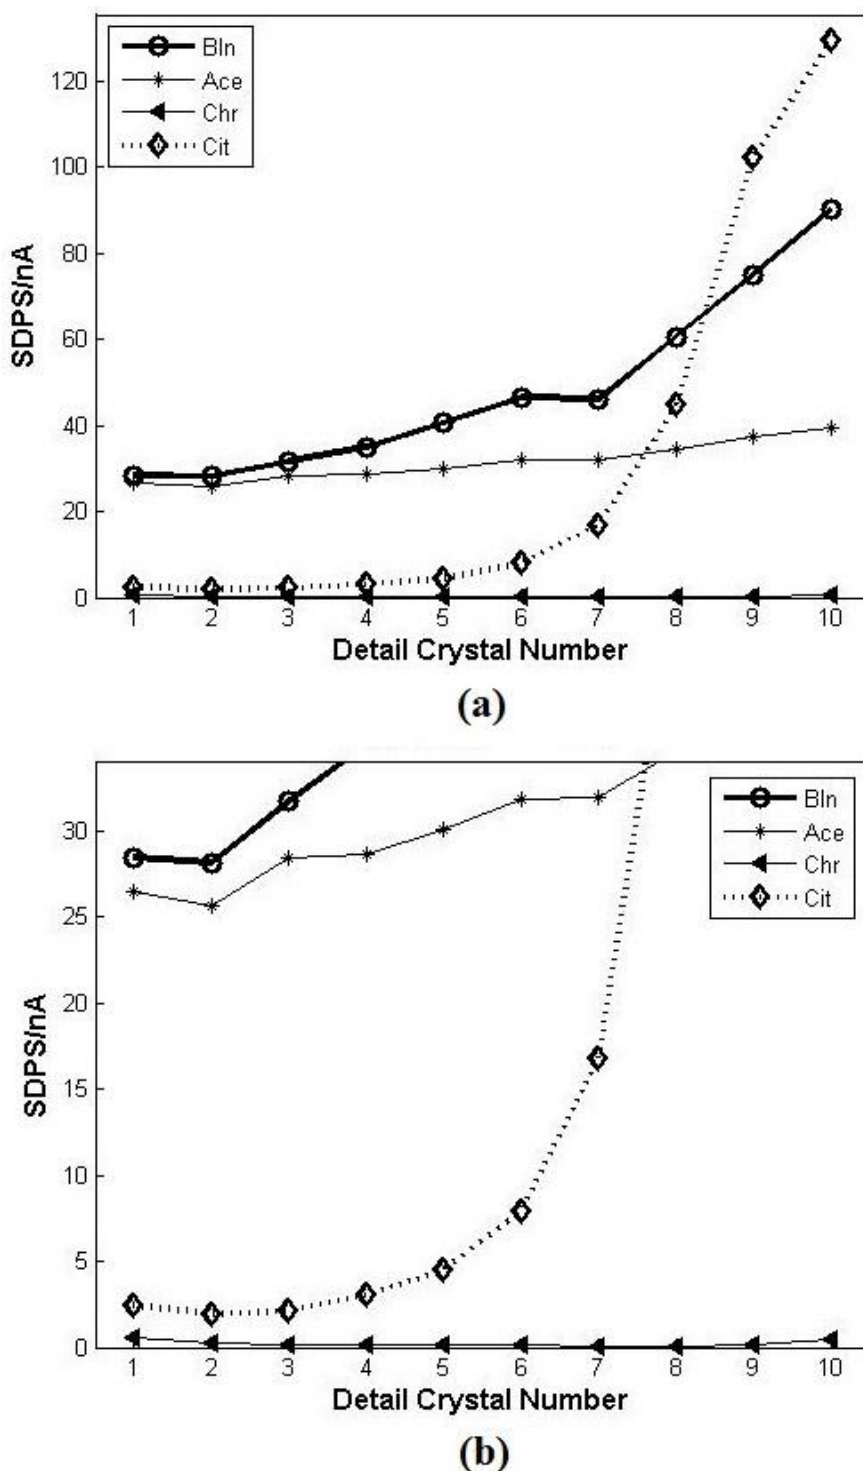 Bln
Ace
Chr
Cit
120
100
80
60
40
20
0
SDPS/nA
1 2 3 4 5 6 7 8 9 10
Detail Crystal Number
(a)
Bln
Ace
Chr
Cit
30
25
20
15
10
5
0
SDPS/nA
1 2 3 4 5 6 7 8 9 10
Detail Crystal Number
(b)